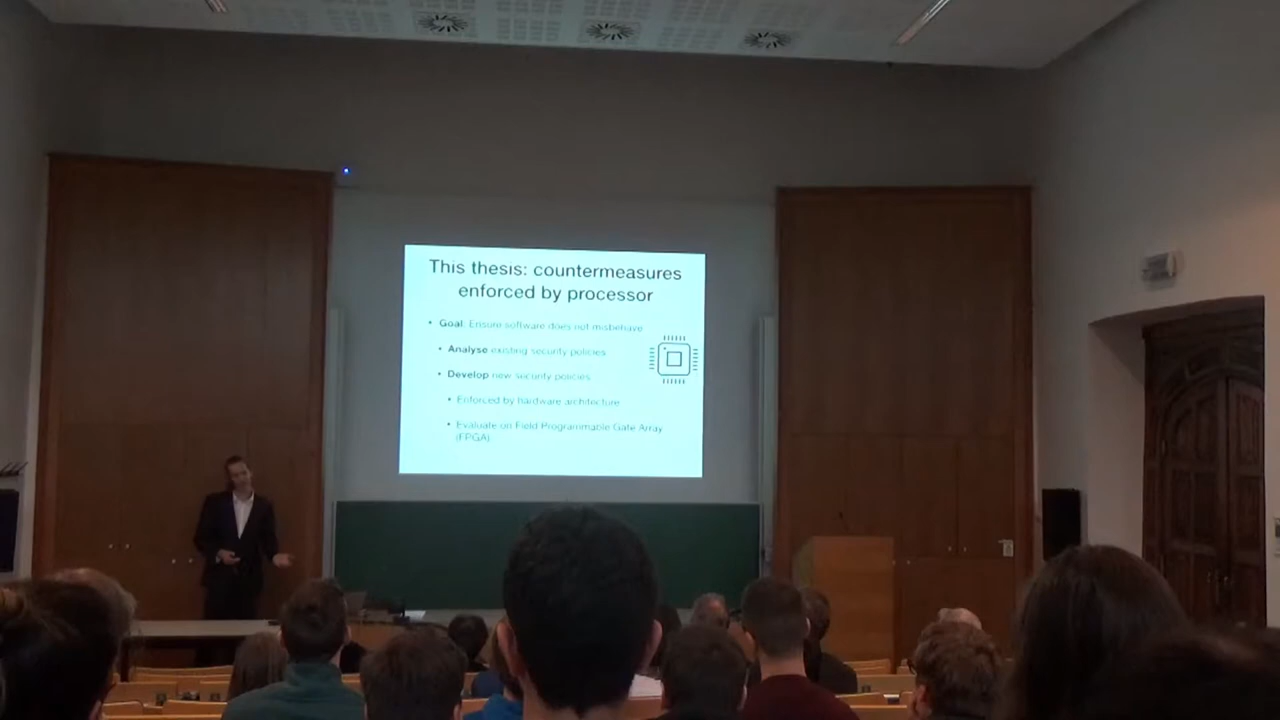 This thesis: countermeasures
enforced by processor
• Goal: Ensure software does not misbehave
• Analyse existing security policies
• Develop new security policies
• Enforced by hardware architecture
• Evaluate on Field Programmable Gate Array
(FPGA)